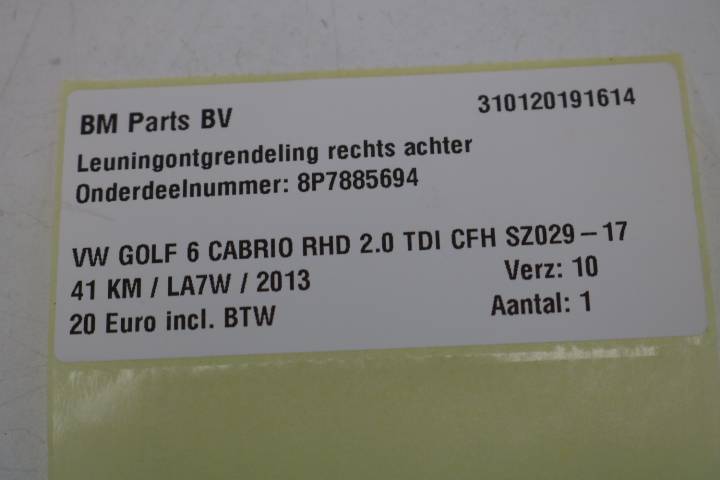 BM Parts BV 310120191614
Leuningontgrendeling rechts achter
Onderdeelnummer: 8P7885694
VW GOLF 6 CABRIO RHD 2.0 TDI CFH SZ029-17
41 KM / LA7W / 2013 Verz: 10
20 Euro incl. BTW Aantal: 1